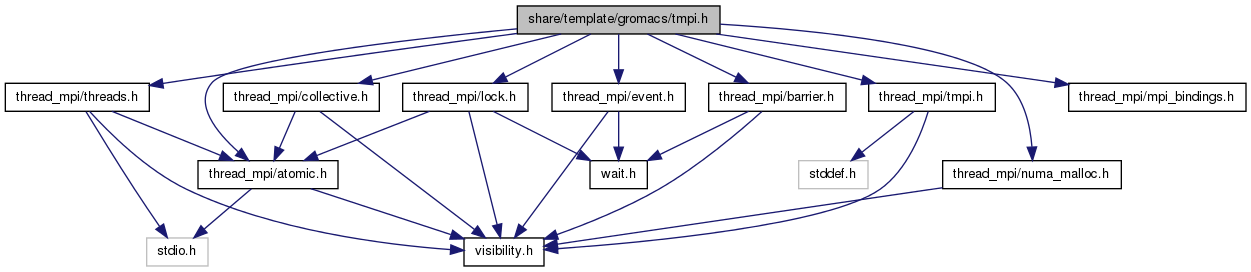 share/template/gromacs/tmpi.h
thread_mpi/threads.h
thread_mpi/collective.h
thread_mpi/lock.h
thread_mpi/event.h
thread_mpi/barrier.h
thread_mpi/tmpi.h
thread_mpi/mpi_bindings.h
thread_mpi/atomic.h
wait.h
stddef.h
thread_mpi/numa_malloc.h
stdio.h
visibility.h